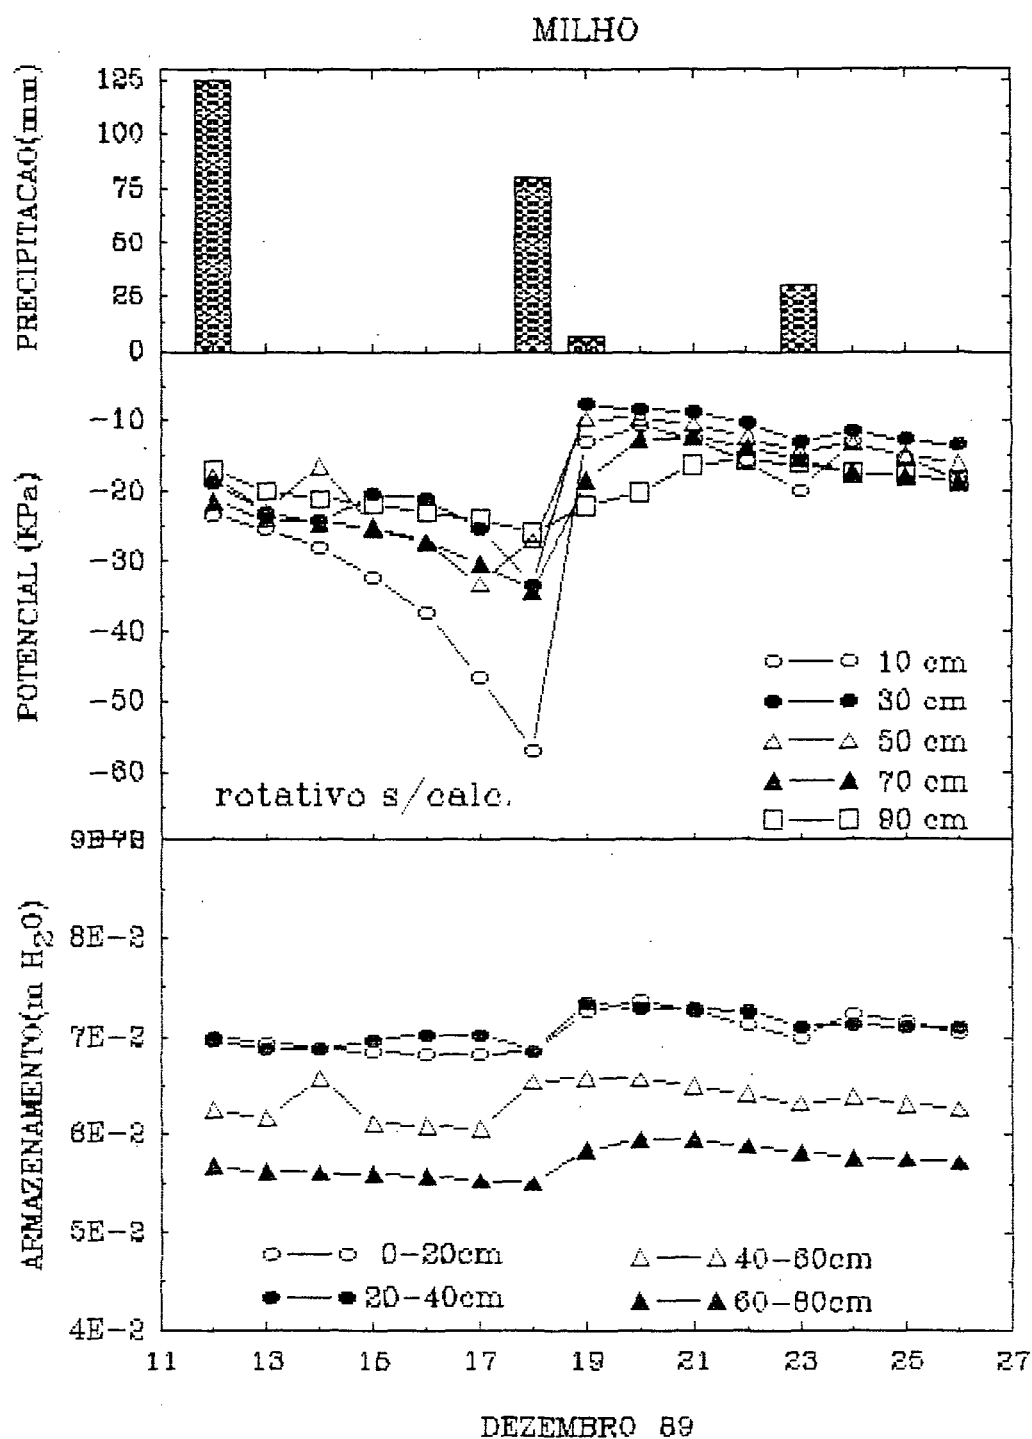 MILHO
PRECIPITACAO(mm)
125
100
75
50
25
0
POTENCIAL (KPa)
-10
-20
-30
-40
-50
-60
10 cm
30 cm
50 cm
70 cm
90 cm
rotativo s/calc.
ARMAZENAMENTO(m H2O)
8E-2
7E-2
6E-2
5E-2
4E-2
0-20cm
20-40cm
40-60cm
60-80cm
11 13 15 17 19 21 23 25 27
DEZEMBRO 89